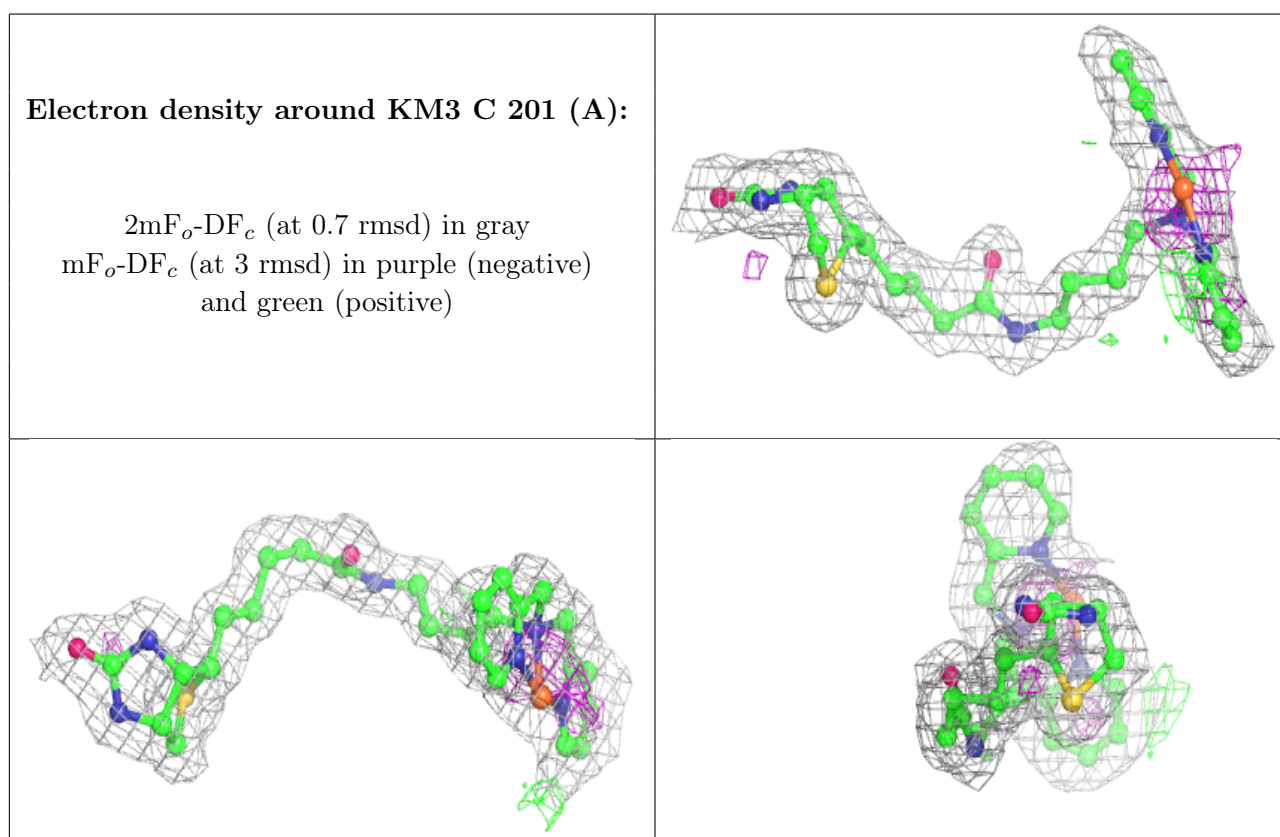 Electron density around KM3 C 201 (A):
2mFₒ-DF𝒸 (at 0.7 rmsd) in gray
mFₒ-DF𝒸 (at 3 rmsd) in purple (negative)
and green (positive)